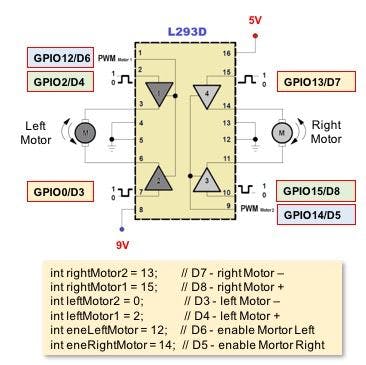 L293D
5V
GPIO12/D6
PWM Motor 1
1
16
GPIO2/D4
1
0
2
15
1
0
GPIO13/D7
3
1
4
14
Left
Motor
M
4
13
M
Right
Motor
5
12
6
11
GPIO0/D3
1
0
7
2
3
10
1
0
GPIO15/D8
8
9
PWM Motor 2
GPIO14/D5
9V
int rightMotor2 = 13; // D7 - right Motor –
int rightMotor1 = 15; // D8 - right Motor +
int leftMotor2 = 0; // D3 - left Motor –
int leftMotor1 = 2; // D4 - left Motor +
int eneLeftMotor = 12; // D6 - enable Mortor Left
int eneRightMotor = 14; // D5 - enable Mortor Right